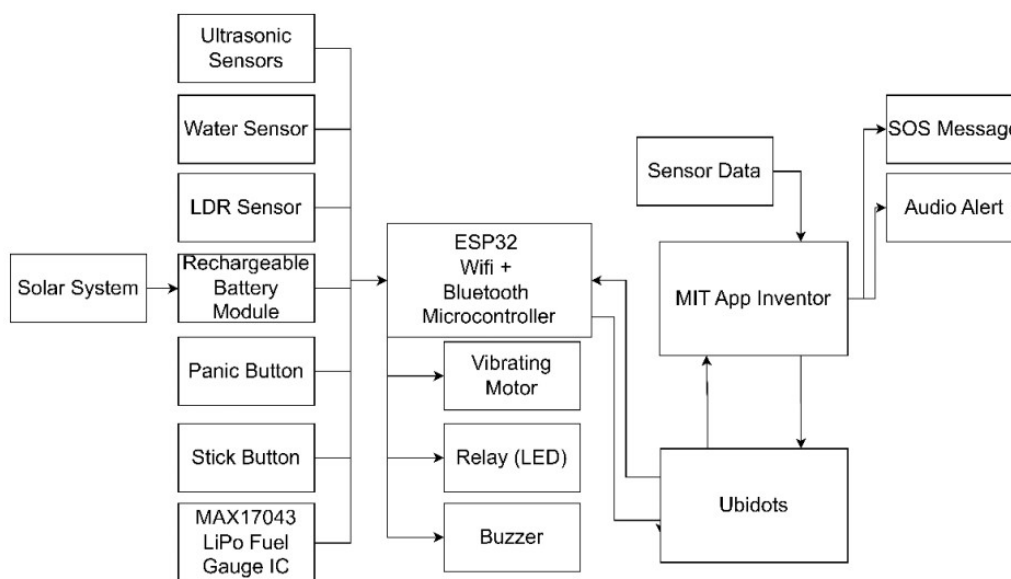 Ultrasonic
Sensors
Water Sensor
LDR Sensor
Solar System
Rechargeable
Battery
Module
Panic Button
Stick Button
MAX17043
LiPo Fuel
Gauge IC
ESP32
Wifi +
Bluetooth
Microcontroller
Vibrating
Motor
Relay (LED)
Buzzer
Sensor Data
MIT App Inventor
Ubidots
SOS Message
Audio Alert